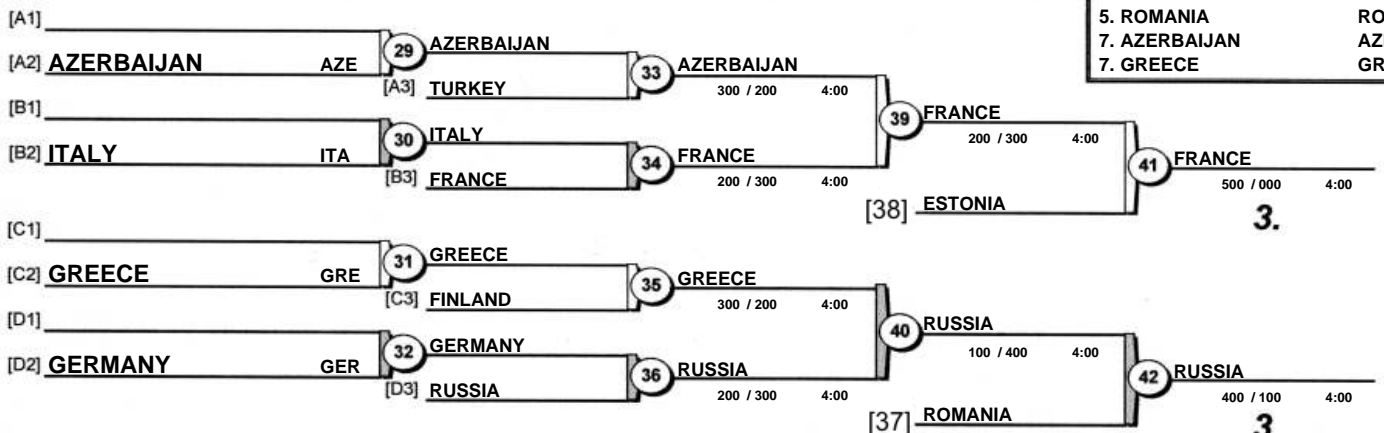 [A1]
5. ROMANIA RO
29 AZERBAIJAN
7. AZERBAIJAN AZ
[A2] AZERBAIJAN AZE
33 AZERBAIJAN
7. GREECE GR
[A3] TURKEY
300 / 200 4:00
[B1]
39 FRANCE
30 ITALY
200 / 300 4:00
[B2] ITALY ITA
34 FRANCE
41 FRANCE
[B3] FRANCE
200 / 300 4:00
500 / 000 4:00
[38] ESTONIA
3.
[C1]
31 GREECE
[C2] GREECE GRE
35 GREECE
[C3] FINLAND
300 / 200 4:00
[D1]
40 RUSSIA
32 GERMANY
100 / 400 4:00
[D2] GERMANY GER
36 RUSSIA
42 RUSSIA
[D3] RUSSIA
200 / 300 4:00
400 / 100 4:00
[37] ROMANIA
3